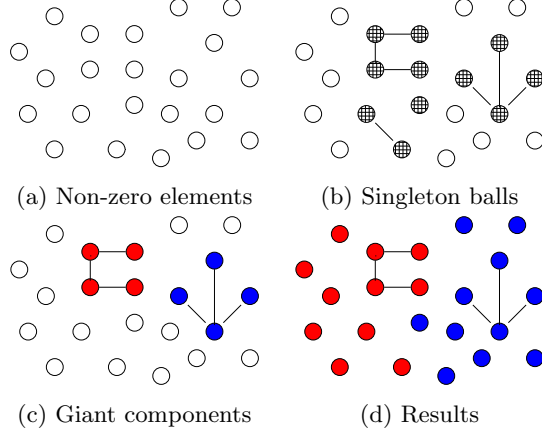 (a) Non-zero elements
(b) Singleton balls
(c) Giant components
(d) Results